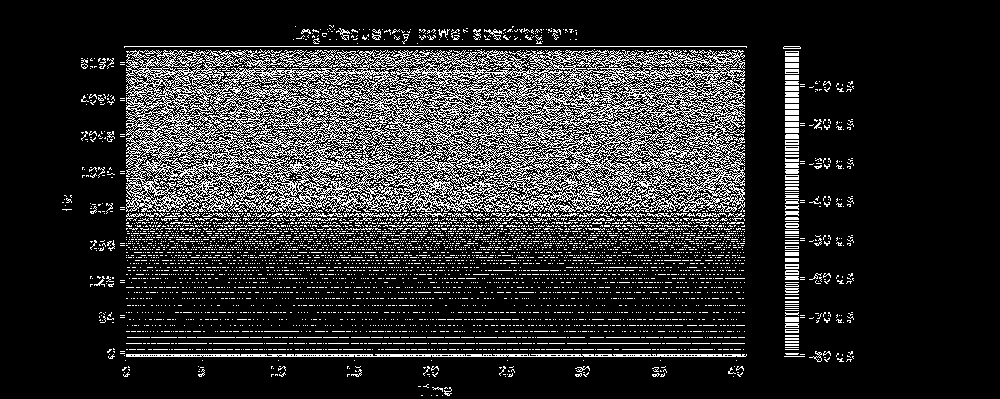 Log-frequency power spectrogram
8192
4096
2048
1024
512
256
128
64
0
Hz
0
5
10
15
20
25
30
35
40
Time
-10 dB
-20 dB
-30 dB
-40 dB
-50 dB
-60 dB
-70 dB
-80 dB